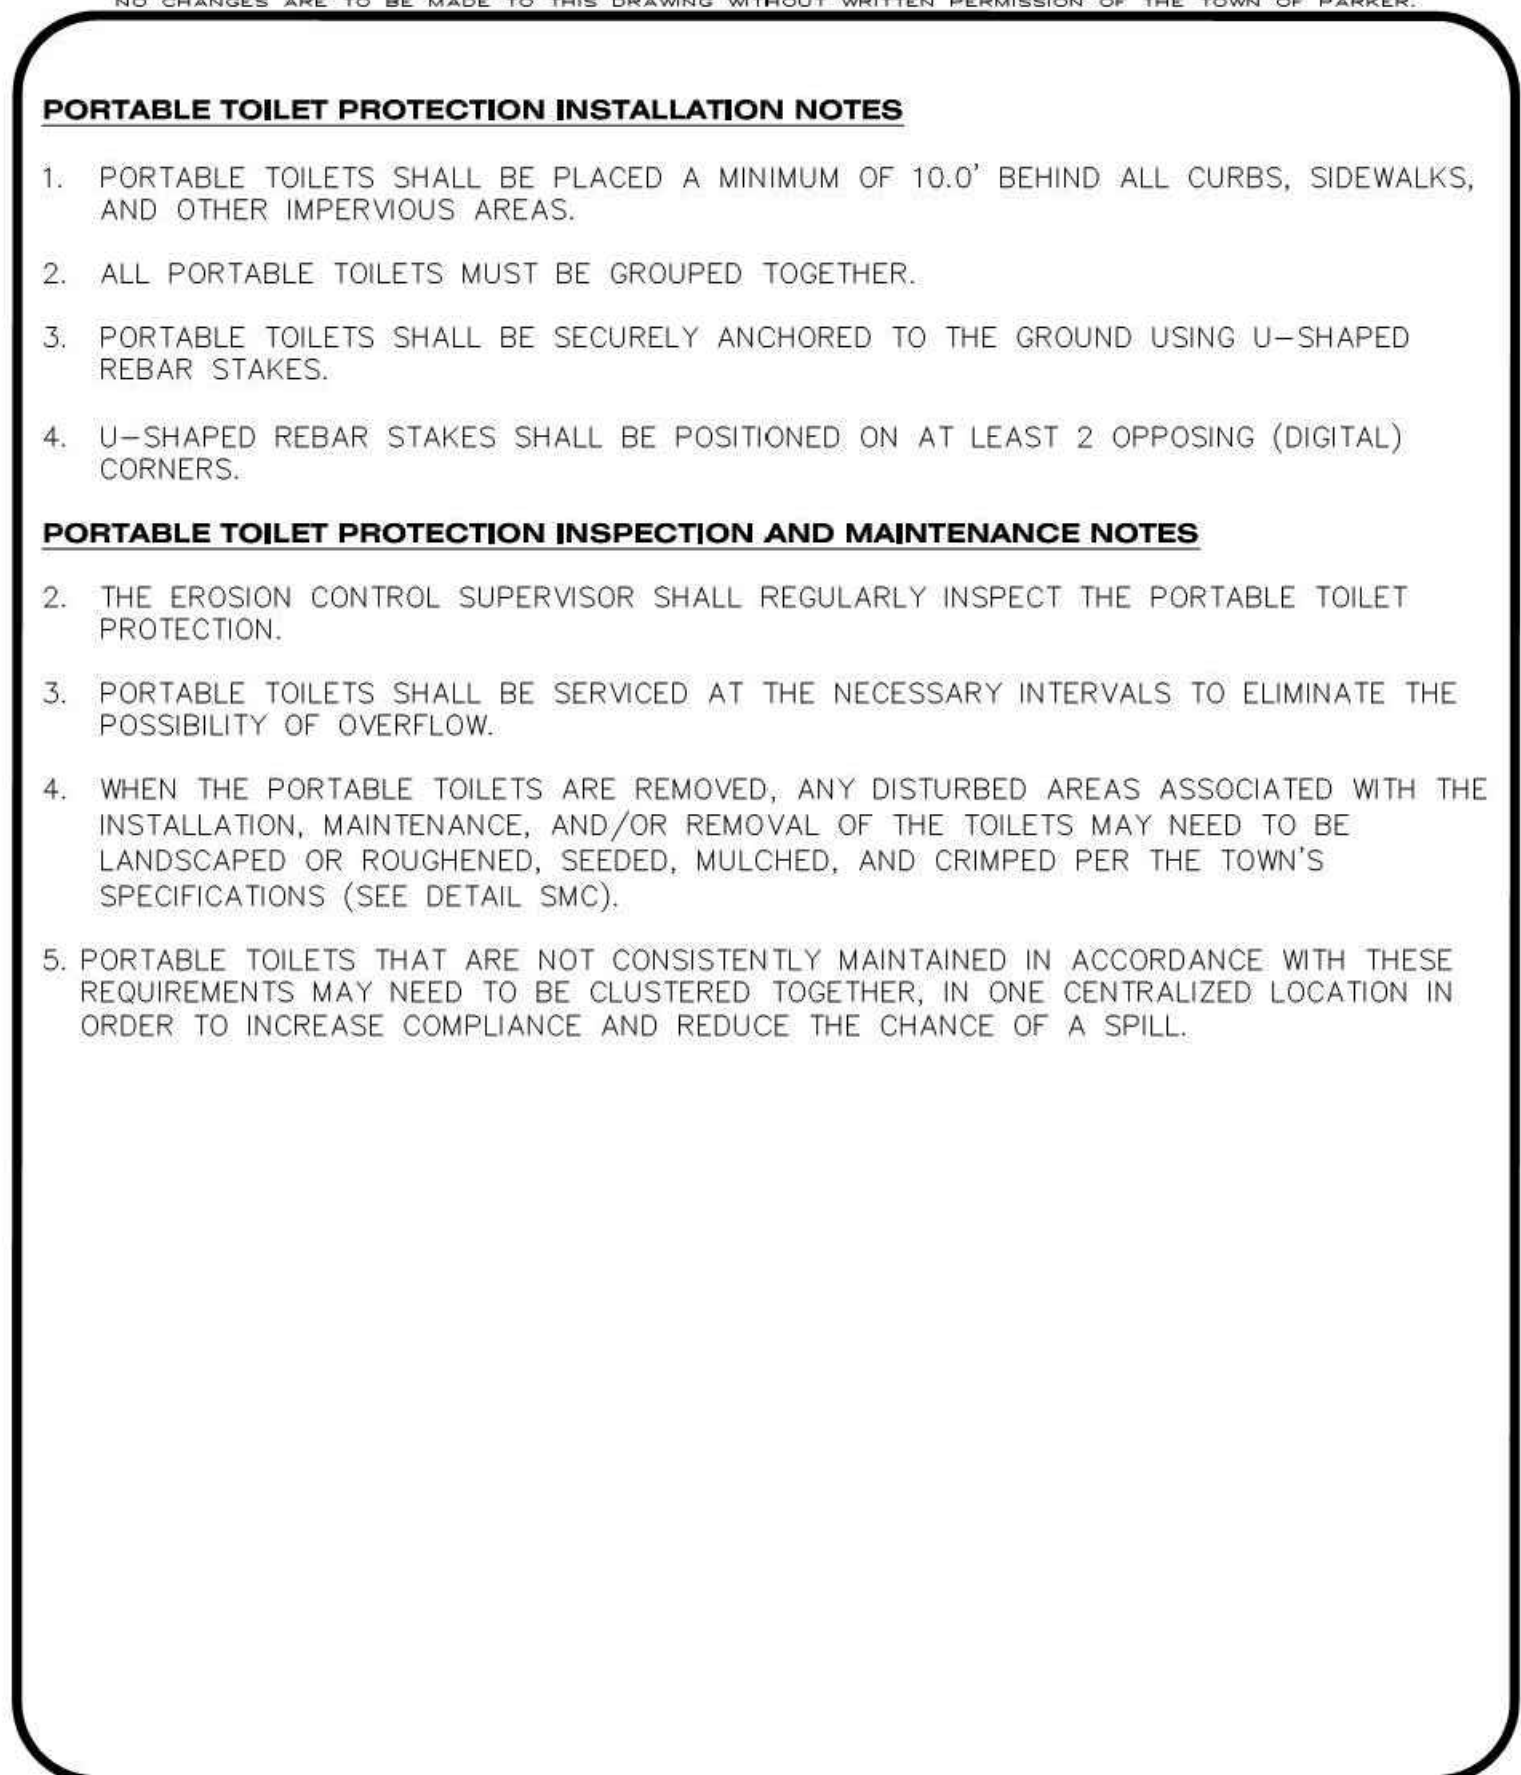 NO CHANGES ARE TO BE MADE TO THIS DRAWING WITHOUT WRITTEN PERMISSION OF THE TOWN OF PARKER.
PORTABLE TOILET PROTECTION INSTALLATION NOTES
1. PORTABLE TOILETS SHALL BE PLACED A MINIMUM OF 10.0' BEHIND ALL CURBS, SIDEWALKS,
AND OTHER IMPERVIOUS AREAS.
2. ALL PORTABLE TOILETS MUST BE GROUPED TOGETHER.
3. PORTABLE TOILETS SHALL BE SECURELY ANCHORED TO THE GROUND USING U-SHAPED
REBAR STAKES.
4. U-SHAPED REBAR STAKES SHALL BE POSITIONED ON AT LEAST 2 OPPOSING (DIGITAL)
CORNERS.
PORTABLE TOILET PROTECTION INSPECTION AND MAINTENANCE NOTES
2. THE EROSION CONTROL SUPERVISOR SHALL REGULARLY INSPECT THE PORTABLE TOILET
PROTECTION.
3. PORTABLE TOILETS SHALL BE SERVICED AT THE NECESSARY INTERVALS TO ELIMINATE THE
POSSIBILITY OF OVERFLOW.
4. WHEN THE PORTABLE TOILETS ARE REMOVED, ANY DISTURBED AREAS ASSOCIATED WITH THE
INSTALLATION, MAINTENANCE, AND/OR REMOVAL OF THE TOILETS MAY NEED TO BE
LANDSCAPED OR ROUGHENED, SEEDED, MULCHED, AND CRIMPED PER THE TOWN'S
SPECIFICATIONS (SEE DETAIL SMC).
5. PORTABLE TOILETS THAT ARE NOT CONSISTENTLY MAINTAINED IN ACCORDANCE WITH THESE
REQUIREMENTS MAY NEED TO BE CLUSTERED TOGETHER, IN ONE CENTRALIZED LOCATION IN
ORDER TO INCREASE COMPLIANCE AND REDUCE THE CHANCE OF A SPILL.